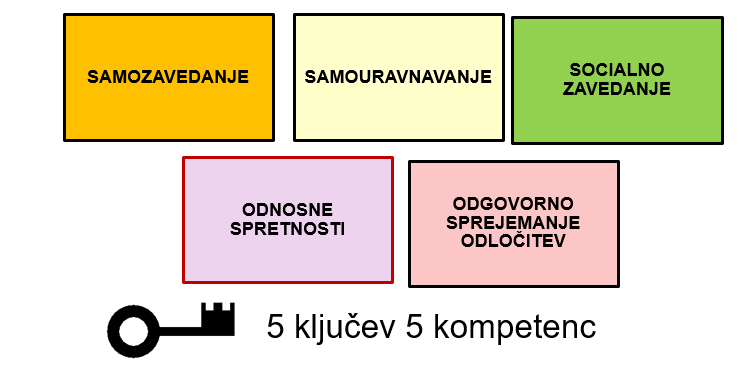 SAMOZAVEDANJE
SAMOURAVNAVANJE
SOCIALNO
ZAVEDANJE
ODNOSNE
SPRETNOSTI
ODGOVORNO
SPREJEMANJE
ODLOČITEV
5 ključev 5 kompetenc